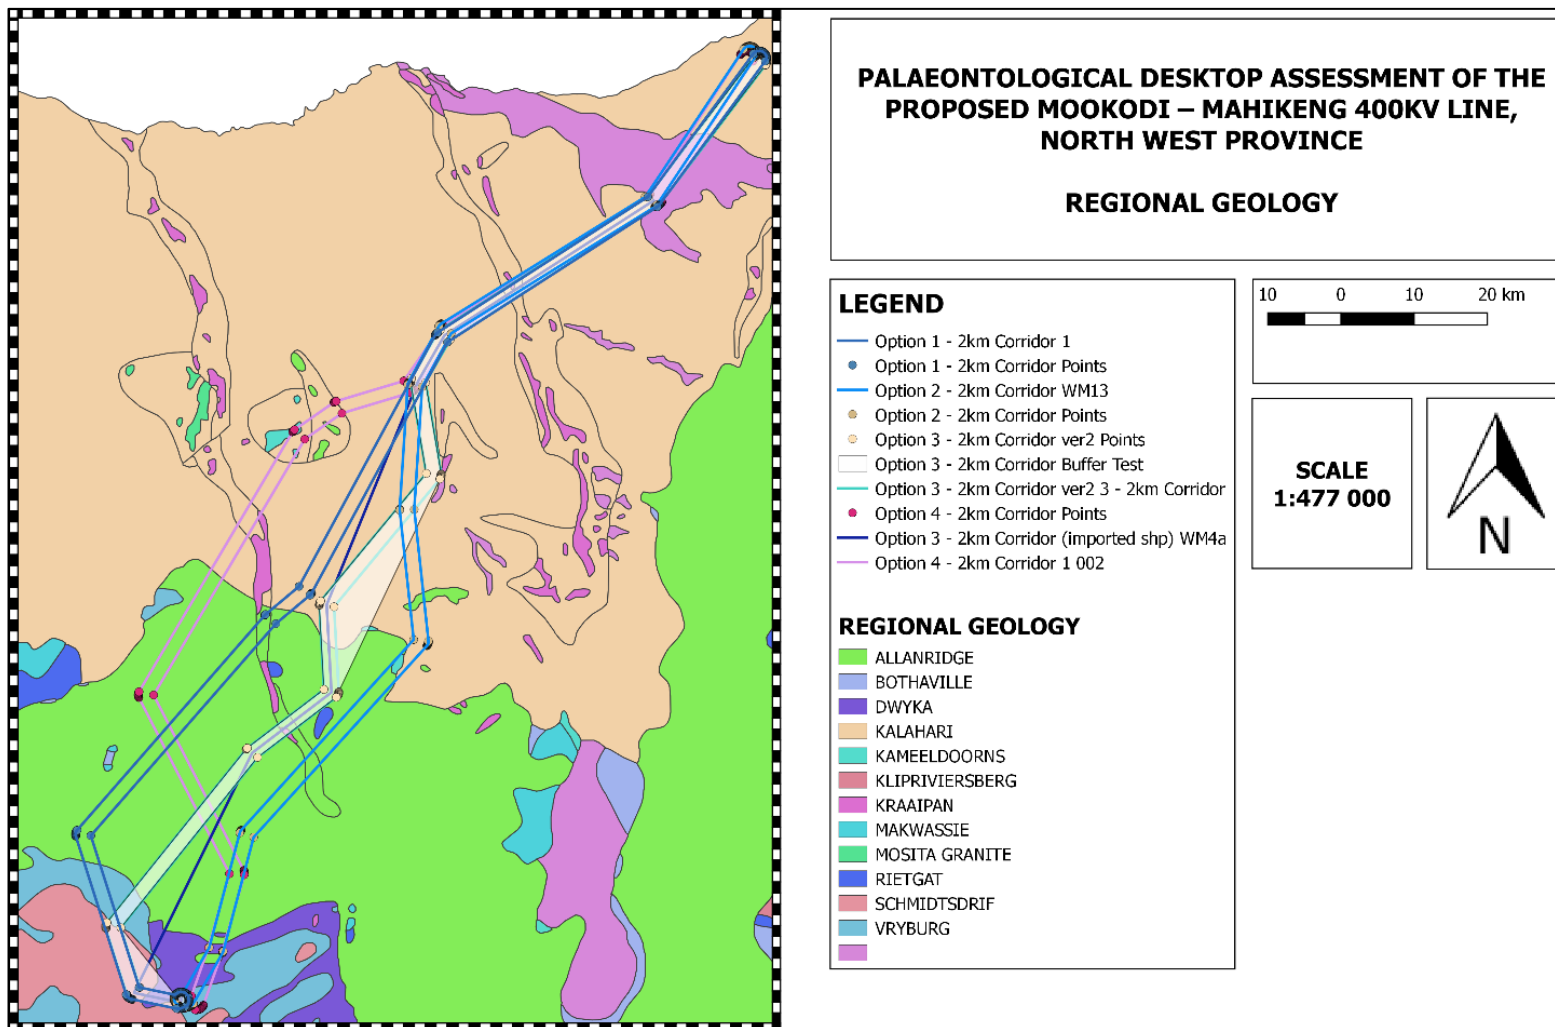 PALAEONTOLOGICAL DESKTOP ASSESSMENT OF THE
PROPOSED MOOKODI – MAHIKENG 400KV LINE,
NORTH WEST PROVINCE
REGIONAL GEOLOGY
LEGEND
Option 1 - 2km Corridor 1
Option 1 - 2km Corridor Points
Option 2 - 2km Corridor WM13
Option 2 - 2km Corridor Points
Option 3 - 2km Corridor ver2 Points
Option 3 - 2km Corridor Buffer Test
Option 3 - 2km Corridor ver2 3 - 2km Corridor
Option 4 - 2km Corridor Points
Option 3 - 2km Corridor (imported shp) WM4a
Option 4 - 2km Corridor 1 002
REGIONAL GEOLOGY
ALLANRIDGE
BOTHAVILLE
DWYKA
KALAHARI
KAMEELDOORNS
KLIPRIVIERSBERG
KRAAIPAN
MAKWASSIE
MOSITA GRANITE
RIETGAT
SCHMIDTSDRIF
VRYBURG
10 0 10 20 km
SCALE
1:477 000
N